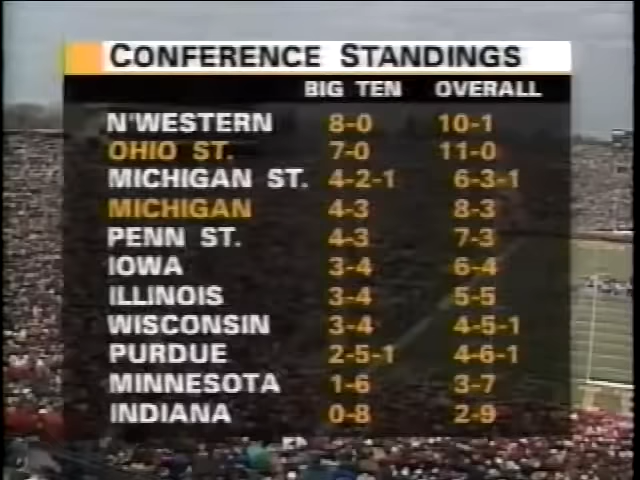 CONFERENCE STANDINGS
BIG TEN OVERALL
N'WESTERN 8-0 10-1
OHIO ST. 7-0 11-0
MICHIGAN ST. 4-2-1 6-3-1
MICHIGAN 4-3 8-3
PENN ST. 4-3 7-3
IOWA 3-4 6-4
ILLINOIS 3-4 5-5
WISCONSIN 3-4 4-5-1
PURDUE 2-5-1 4-6-1
MINNESOTA 1-6 3-7
INDIANA 0-8 2-9